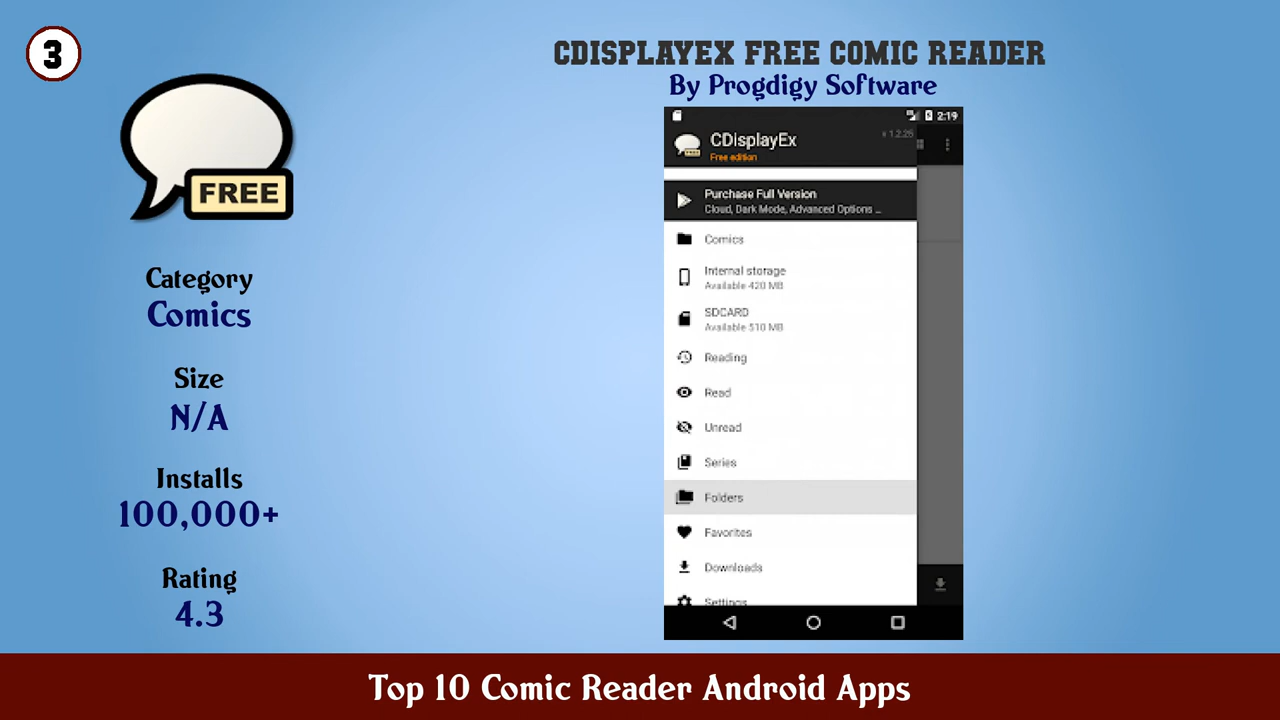 3
CDISPLAYEX FREE COMIC READER
By Progdigy Software
FREE
Category
Comics
Size
N/A
Installs
100,000+
Rating
4.3
2:19
CDisplayEx
v 1.2.25
Free edition
Purchase Full Version
Cloud, Dark Mode, Advanced Options ...
Comics
Internal storage
Available 420 MB
SDCARD
Available 510 MB
Reading
Read
Unread
Series
Folders
Favorites
Downloads
Settings
Top 10 Comic Reader Android Apps